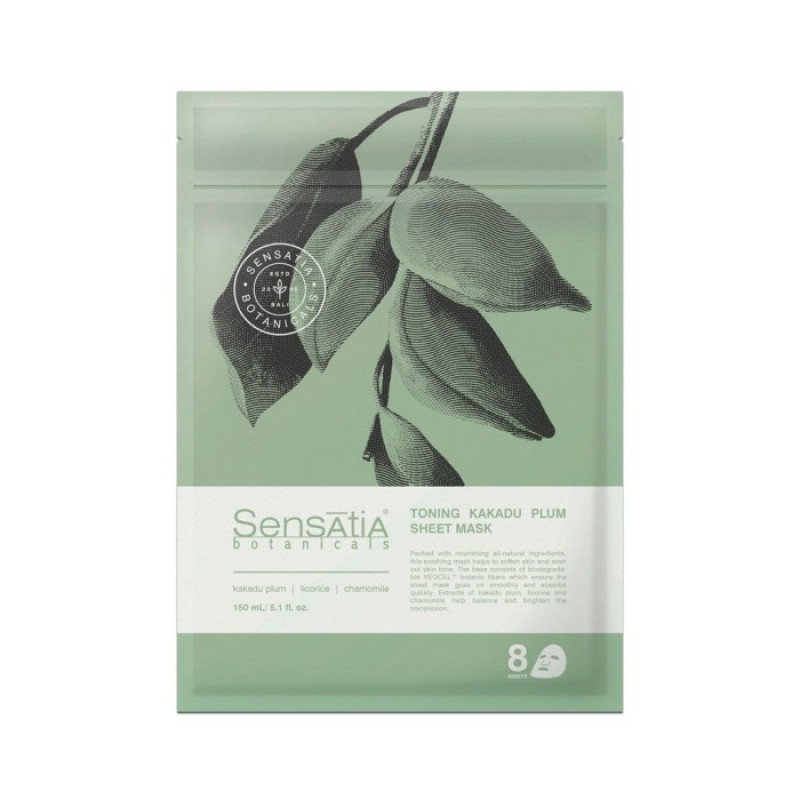 SENSATIA
ESTD
20
BALI
BOTANICALS
Sensatia®
botanicals
kakadu plum | licorice | chamomile
150 mL/ 5.1 fl. oz.
TONING KAKADU PLUM
SHEET MASK
Packed with nourishing all-natural ingredients,
this soothing mask helps to soften skin and even
out skin tone. The base consists of biodegrada-
ble VEOCEL™ botanic fibers which ensure the
sheet mask goes on smoothly and absorbs
quickly. Extracts of kakadu plum, licorice and
chamomile help balance and brighten the
complexion.
8
SHEETS